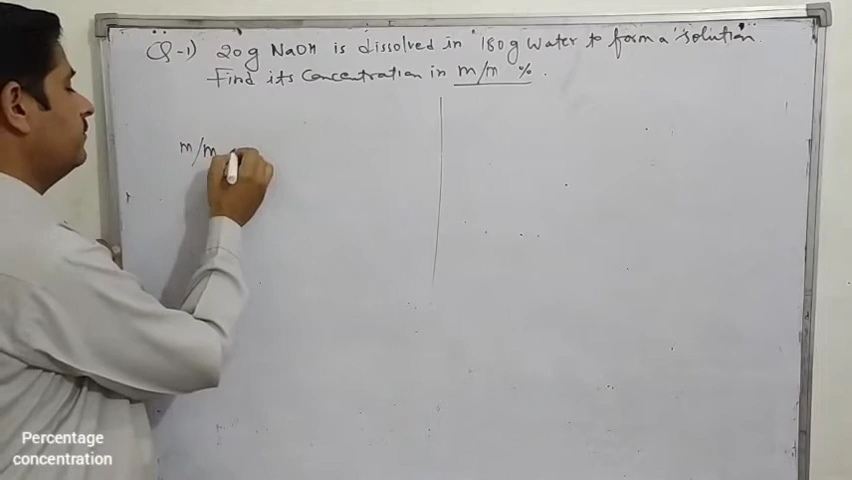 Q-1) 20g NaOH is dissolved in 180g water to form a solution.
Find its concentration in m/m %.
m/m
Percentage
concentration